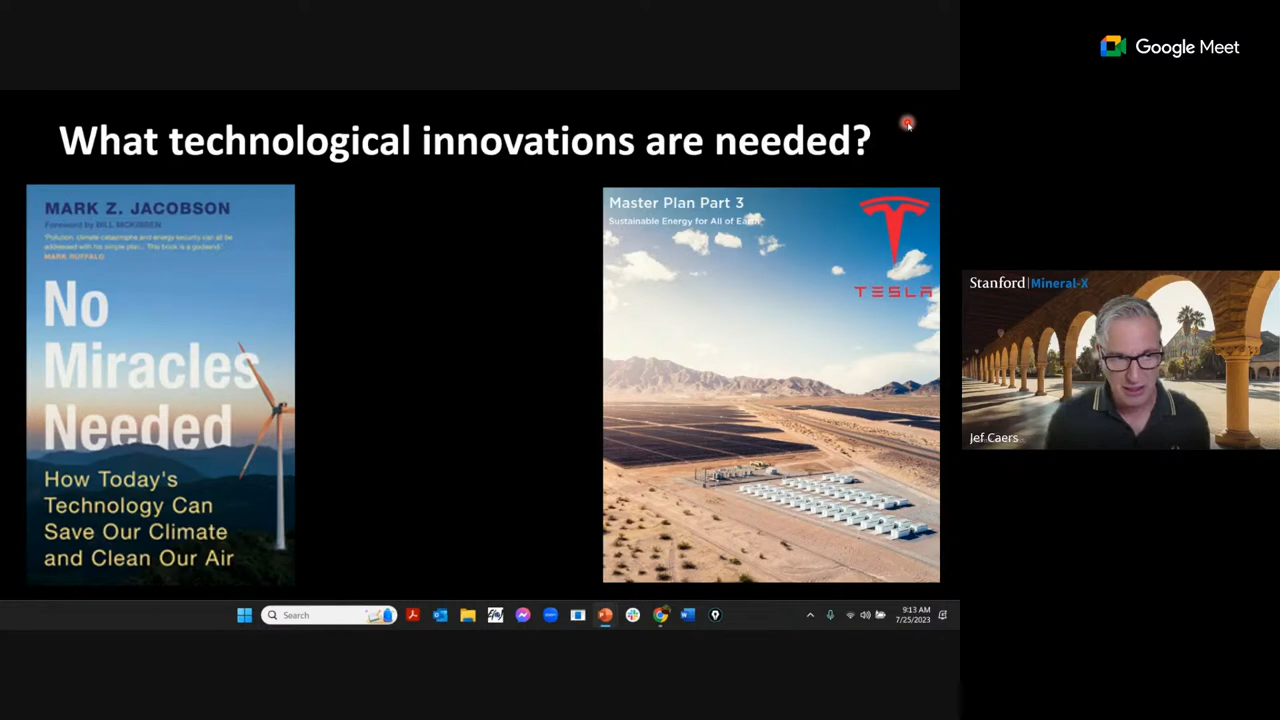 Google Meet
What technological innovations are needed?
MARK Z. JACOBSON
Foreword by BILL MCKIBBEN
'Pollution, climate catastrophe and energy security can all be
addressed with his simple plan... This book is a godsend.'
MARK RUFFALO
No
Miracles
Needed
How Today's
Technology Can
Save Our Climate
and Clean Our Air
Master Plan Part 3
Sustainable Energy for All of Earth
TESLA
Stanford | Mineral-X
Jef Caers
Search
9:13 AM
7/25/2023